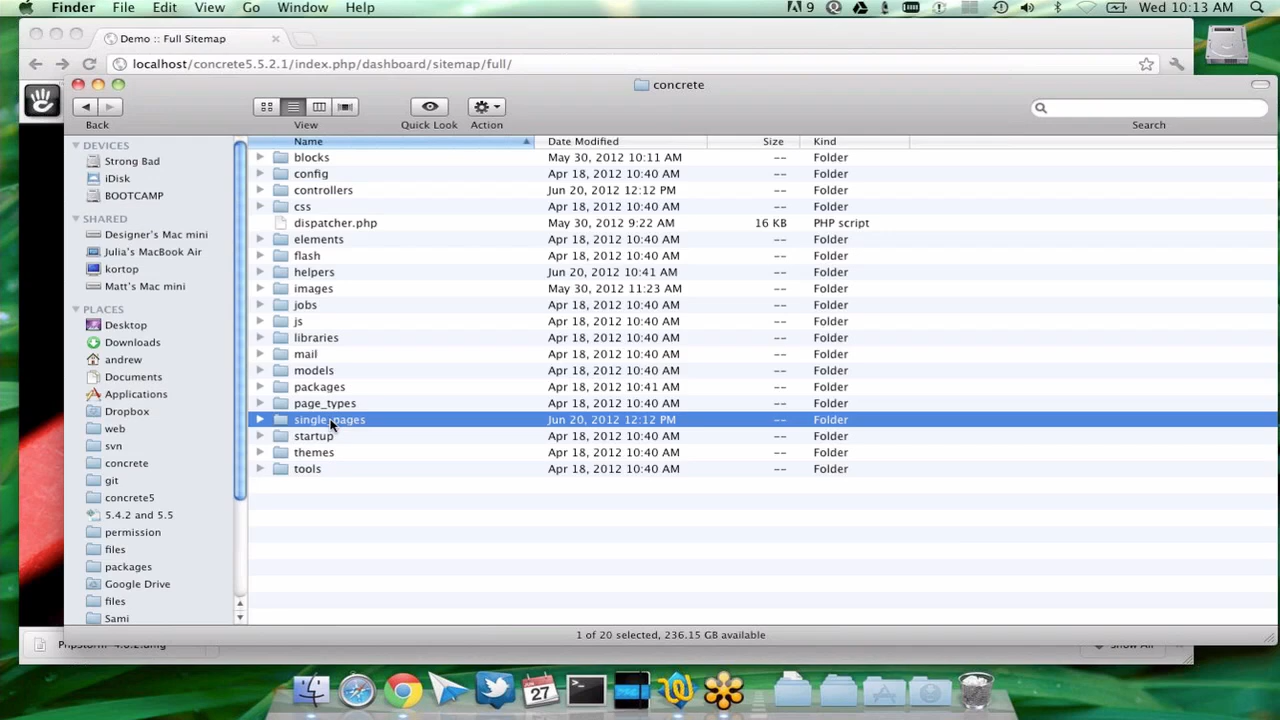 Finder File Edit View Go Window Help 9 Wed 10:13 AM
Demo :: Full Sitemap
localhost/concrete5.5.2.1/index.php/dashboard/sitemap/full/
concrete
Back View Quick Look Action Search
Name Date Modified Size Kind
DEVICES
Strong Bad
iDisk
BOOTCAMP
SHARED
Designer's Mac mini
Julia's MacBook Air
kortop
Matt's Mac mini
PLACES
Desktop
Downloads
andrew
Documents
Applications
Dropbox
web
svn
concrete
git
concrete5
5.4.2 and 5.5
permission
files
packages
Google Drive
files
Sami
blocks May 30, 2012 10:11 AM -- Folder
config Apr 18, 2012 10:40 AM -- Folder
controllers Jun 20, 2012 12:12 PM -- Folder
css Apr 18, 2012 10:40 AM -- Folder
dispatcher.php May 30, 2012 9:22 AM 16 KB PHP script
elements Apr 18, 2012 10:40 AM -- Folder
flash Apr 18, 2012 10:40 AM -- Folder
helpers Jun 20, 2012 10:41 AM -- Folder
images May 30, 2012 11:23 AM -- Folder
jobs Apr 18, 2012 10:40 AM -- Folder
js Apr 18, 2012 10:40 AM -- Folder
libraries Apr 18, 2012 10:40 AM -- Folder
mail Apr 18, 2012 10:40 AM -- Folder
models Apr 18, 2012 10:40 AM -- Folder
packages Apr 18, 2012 10:41 AM -- Folder
page_types Apr 18, 2012 10:40 AM -- Folder
single_pages Jun 20, 2012 12:12 PM -- Folder
startup Apr 18, 2012 10:40 AM -- Folder
themes Apr 18, 2012 10:40 AM -- Folder
tools Apr 18, 2012 10:40 AM -- Folder
1 of 20 selected, 236.15 GB available
PhpStorm-4.0.2.dmg Show All
27